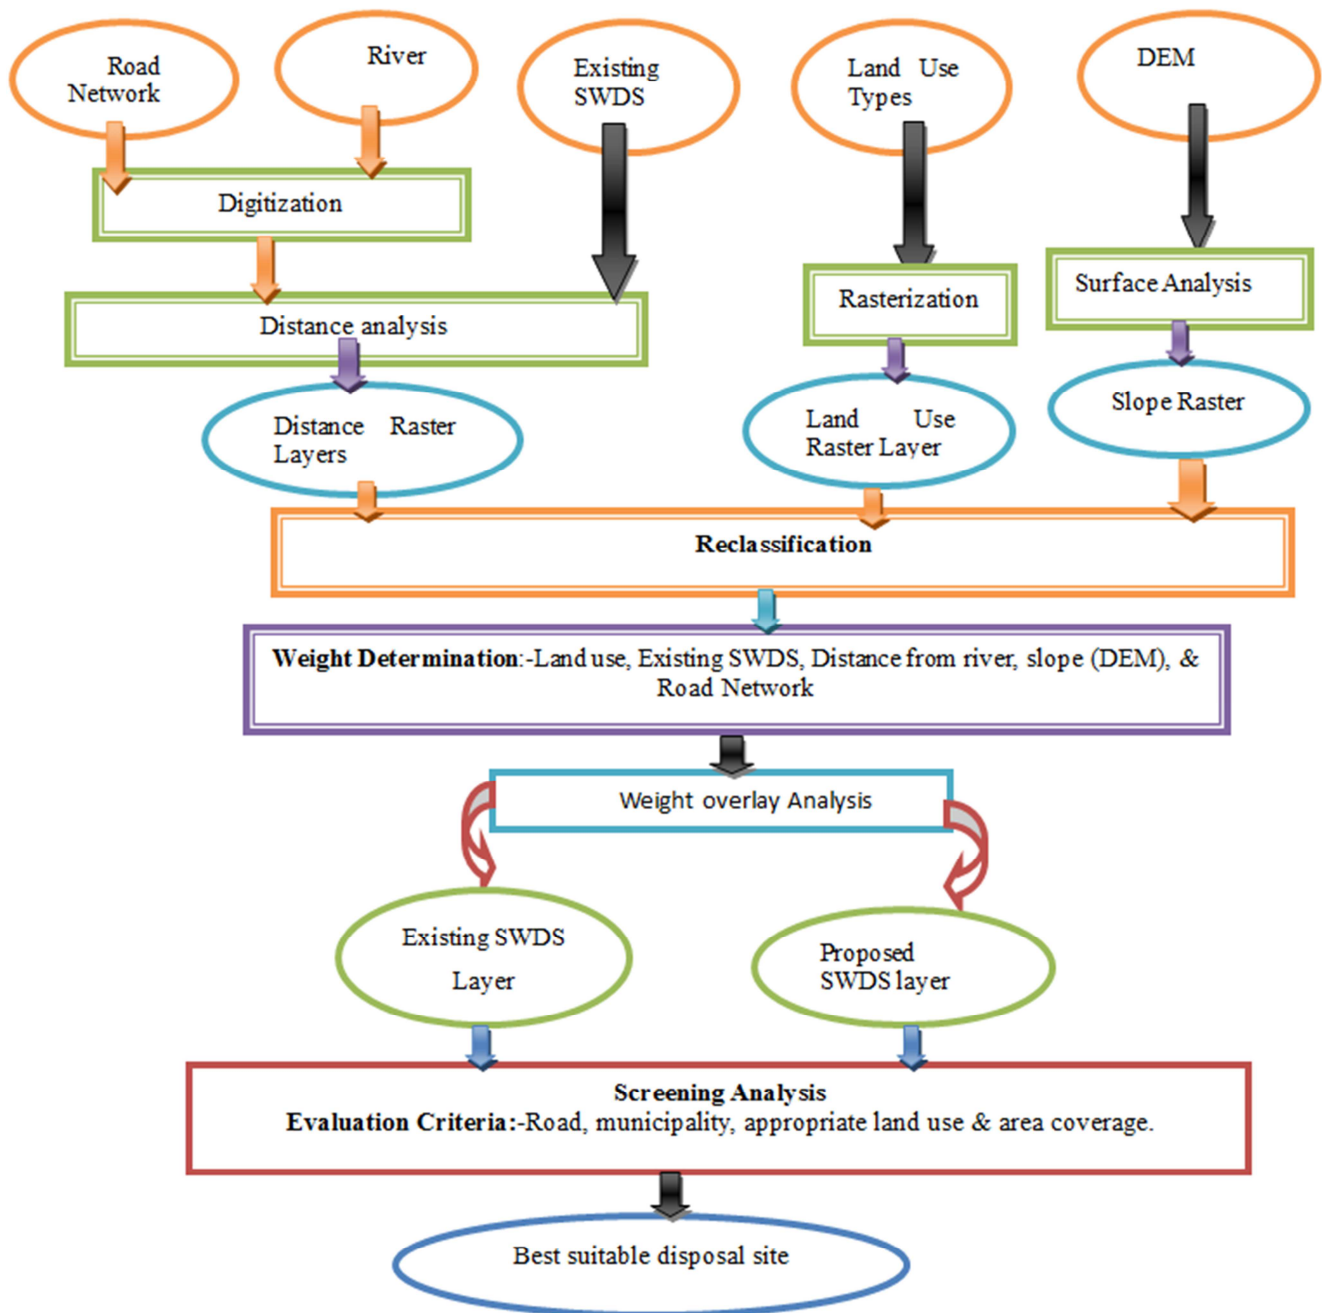 Road
Network
River
Existing
SWDS
Land Use
Types
DEM
Digitization
Distance analysis
Rasterization
Surface Analysis
Distance Raster
Layers
Land Use
Raster Layer
Slope Raster
Reclassification
Weight Determination:-Land use, Existing SWDS, Distance from river, slope (DEM), &
Road Network
Weight overlay Analysis
Existing SWDS
Layer
Proposed
SWDS layer
Screening Analysis
Evaluation Criteria:-Road, municipality, appropriate land use & area coverage.
Best suitable disposal site